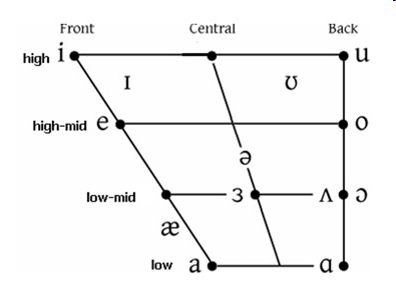 Front Central Back
high i u
ɪ ʊ
high-mid e o
ə
low-mid ɜ ʌ ɔ
æ
low a ɑ